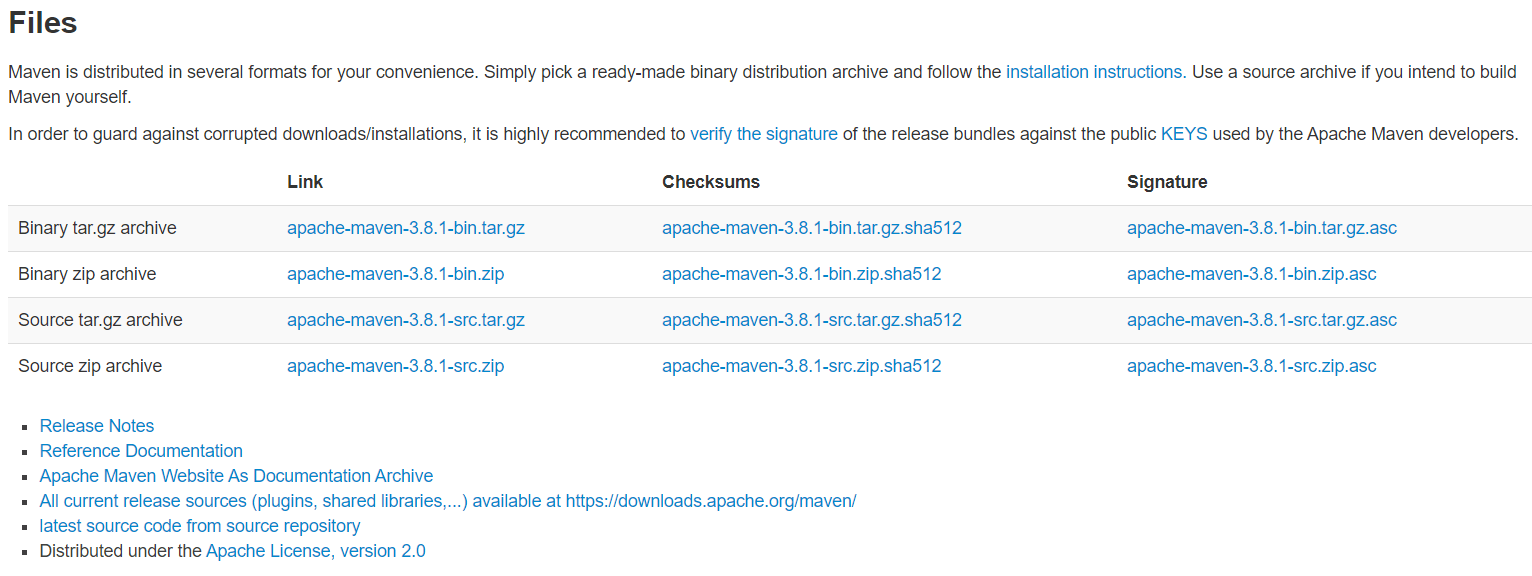 Files
Maven is distributed in several formats for your convenience. Simply pick a ready-made binary distribution archive and follow the installation instructions. Use a source archive if you intend to build
Maven yourself.
In order to guard against corrupted downloads/installations, it is highly recommended to verify the signature of the release bundles against the public KEYS used by the Apache Maven developers.
Link Checksums Signature
Binary tar.gz archive apache-maven-3.8.1-bin.tar.gz apache-maven-3.8.1-bin.tar.gz.sha512 apache-maven-3.8.1-bin.tar.gz.asc
Binary zip archive apache-maven-3.8.1-bin.zip apache-maven-3.8.1-bin.zip.sha512 apache-maven-3.8.1-bin.zip.asc
Source tar.gz archive apache-maven-3.8.1-src.tar.gz apache-maven-3.8.1-src.tar.gz.sha512 apache-maven-3.8.1-src.tar.gz.asc
Source zip archive apache-maven-3.8.1-src.zip apache-maven-3.8.1-src.zip.sha512 apache-maven-3.8.1-src.zip.asc
▪ Release Notes
▪ Reference Documentation
▪ Apache Maven Website As Documentation Archive
▪ All current release sources (plugins, shared libraries,...) available at https://downloads.apache.org/maven/
▪ latest source code from source repository
▪ Distributed under the Apache License, version 2.0